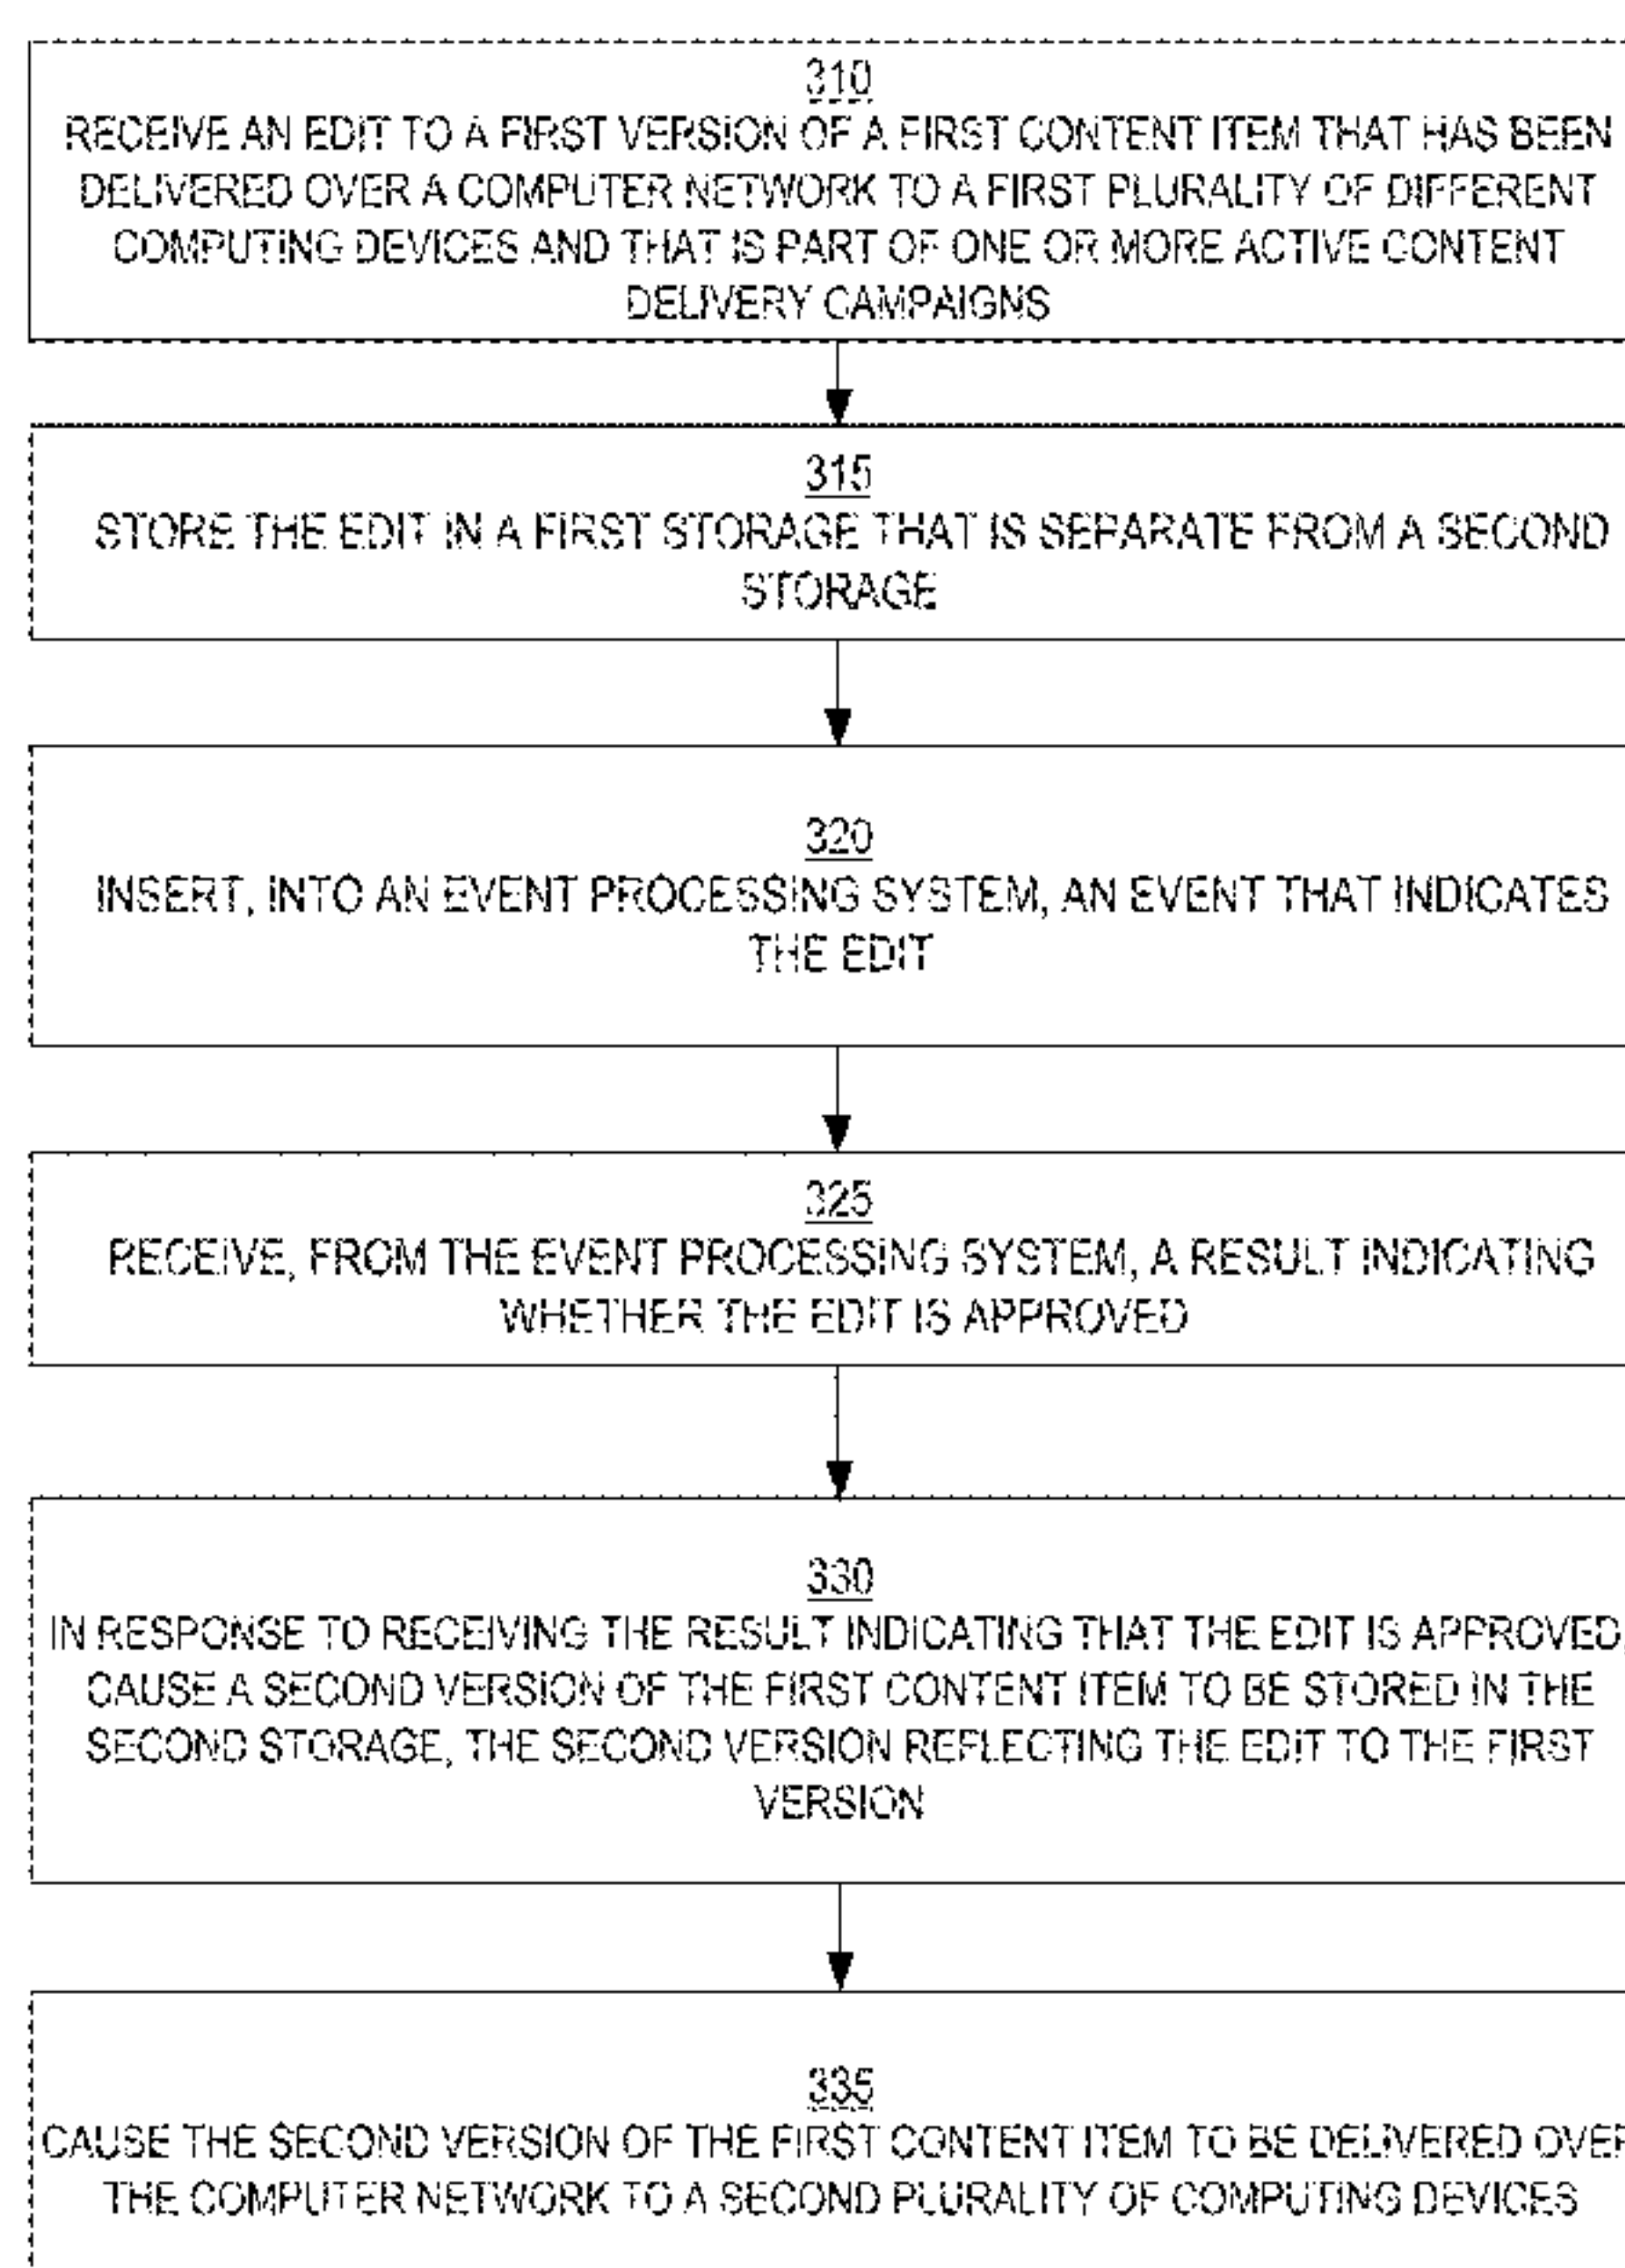 310
RECEIVE AN EDIT TO A FIRST VERSION OF A FIRST CONTENT ITEM THAT HAS BEEN
DELIVERED OVER A COMPUTER NETWORK TO A FIRST PLURALITY OF DIFFERENT
COMPUTING DEVICES AND THAT IS PART OF ONE OR MORE ACTIVE CONTENT
DELIVERY CAMPAIGNS
315
STORE THE EDIT IN A FIRST STORAGE THAT IS SEPARATE FROM A SECOND
STORAGE
320
INSERT, INTO AN EVENT PROCESSING SYSTEM, AN EVENT THAT INDICATES
THE EDIT
325
RECEIVE, FROM THE EVENT PROCESSING SYSTEM, A RESULT INDICATING
WHETHER THE EDIT IS APPROVED
330
IN RESPONSE TO RECEIVING THE RESULT INDICATING THAT THE EDIT IS APPROVED,
CAUSE A SECOND VERSION OF THE FIRST CONTENT ITEM TO BE STORED IN THE
SECOND STORAGE, THE SECOND VERSION REFLECTING THE EDIT TO THE FIRST
VERSION
335
CAUSE THE SECOND VERSION OF THE FIRST CONTENT ITEM TO BE DELIVERED OVER
THE COMPUTER NETWORK TO A SECOND PLURALITY OF COMPUTING DEVICES